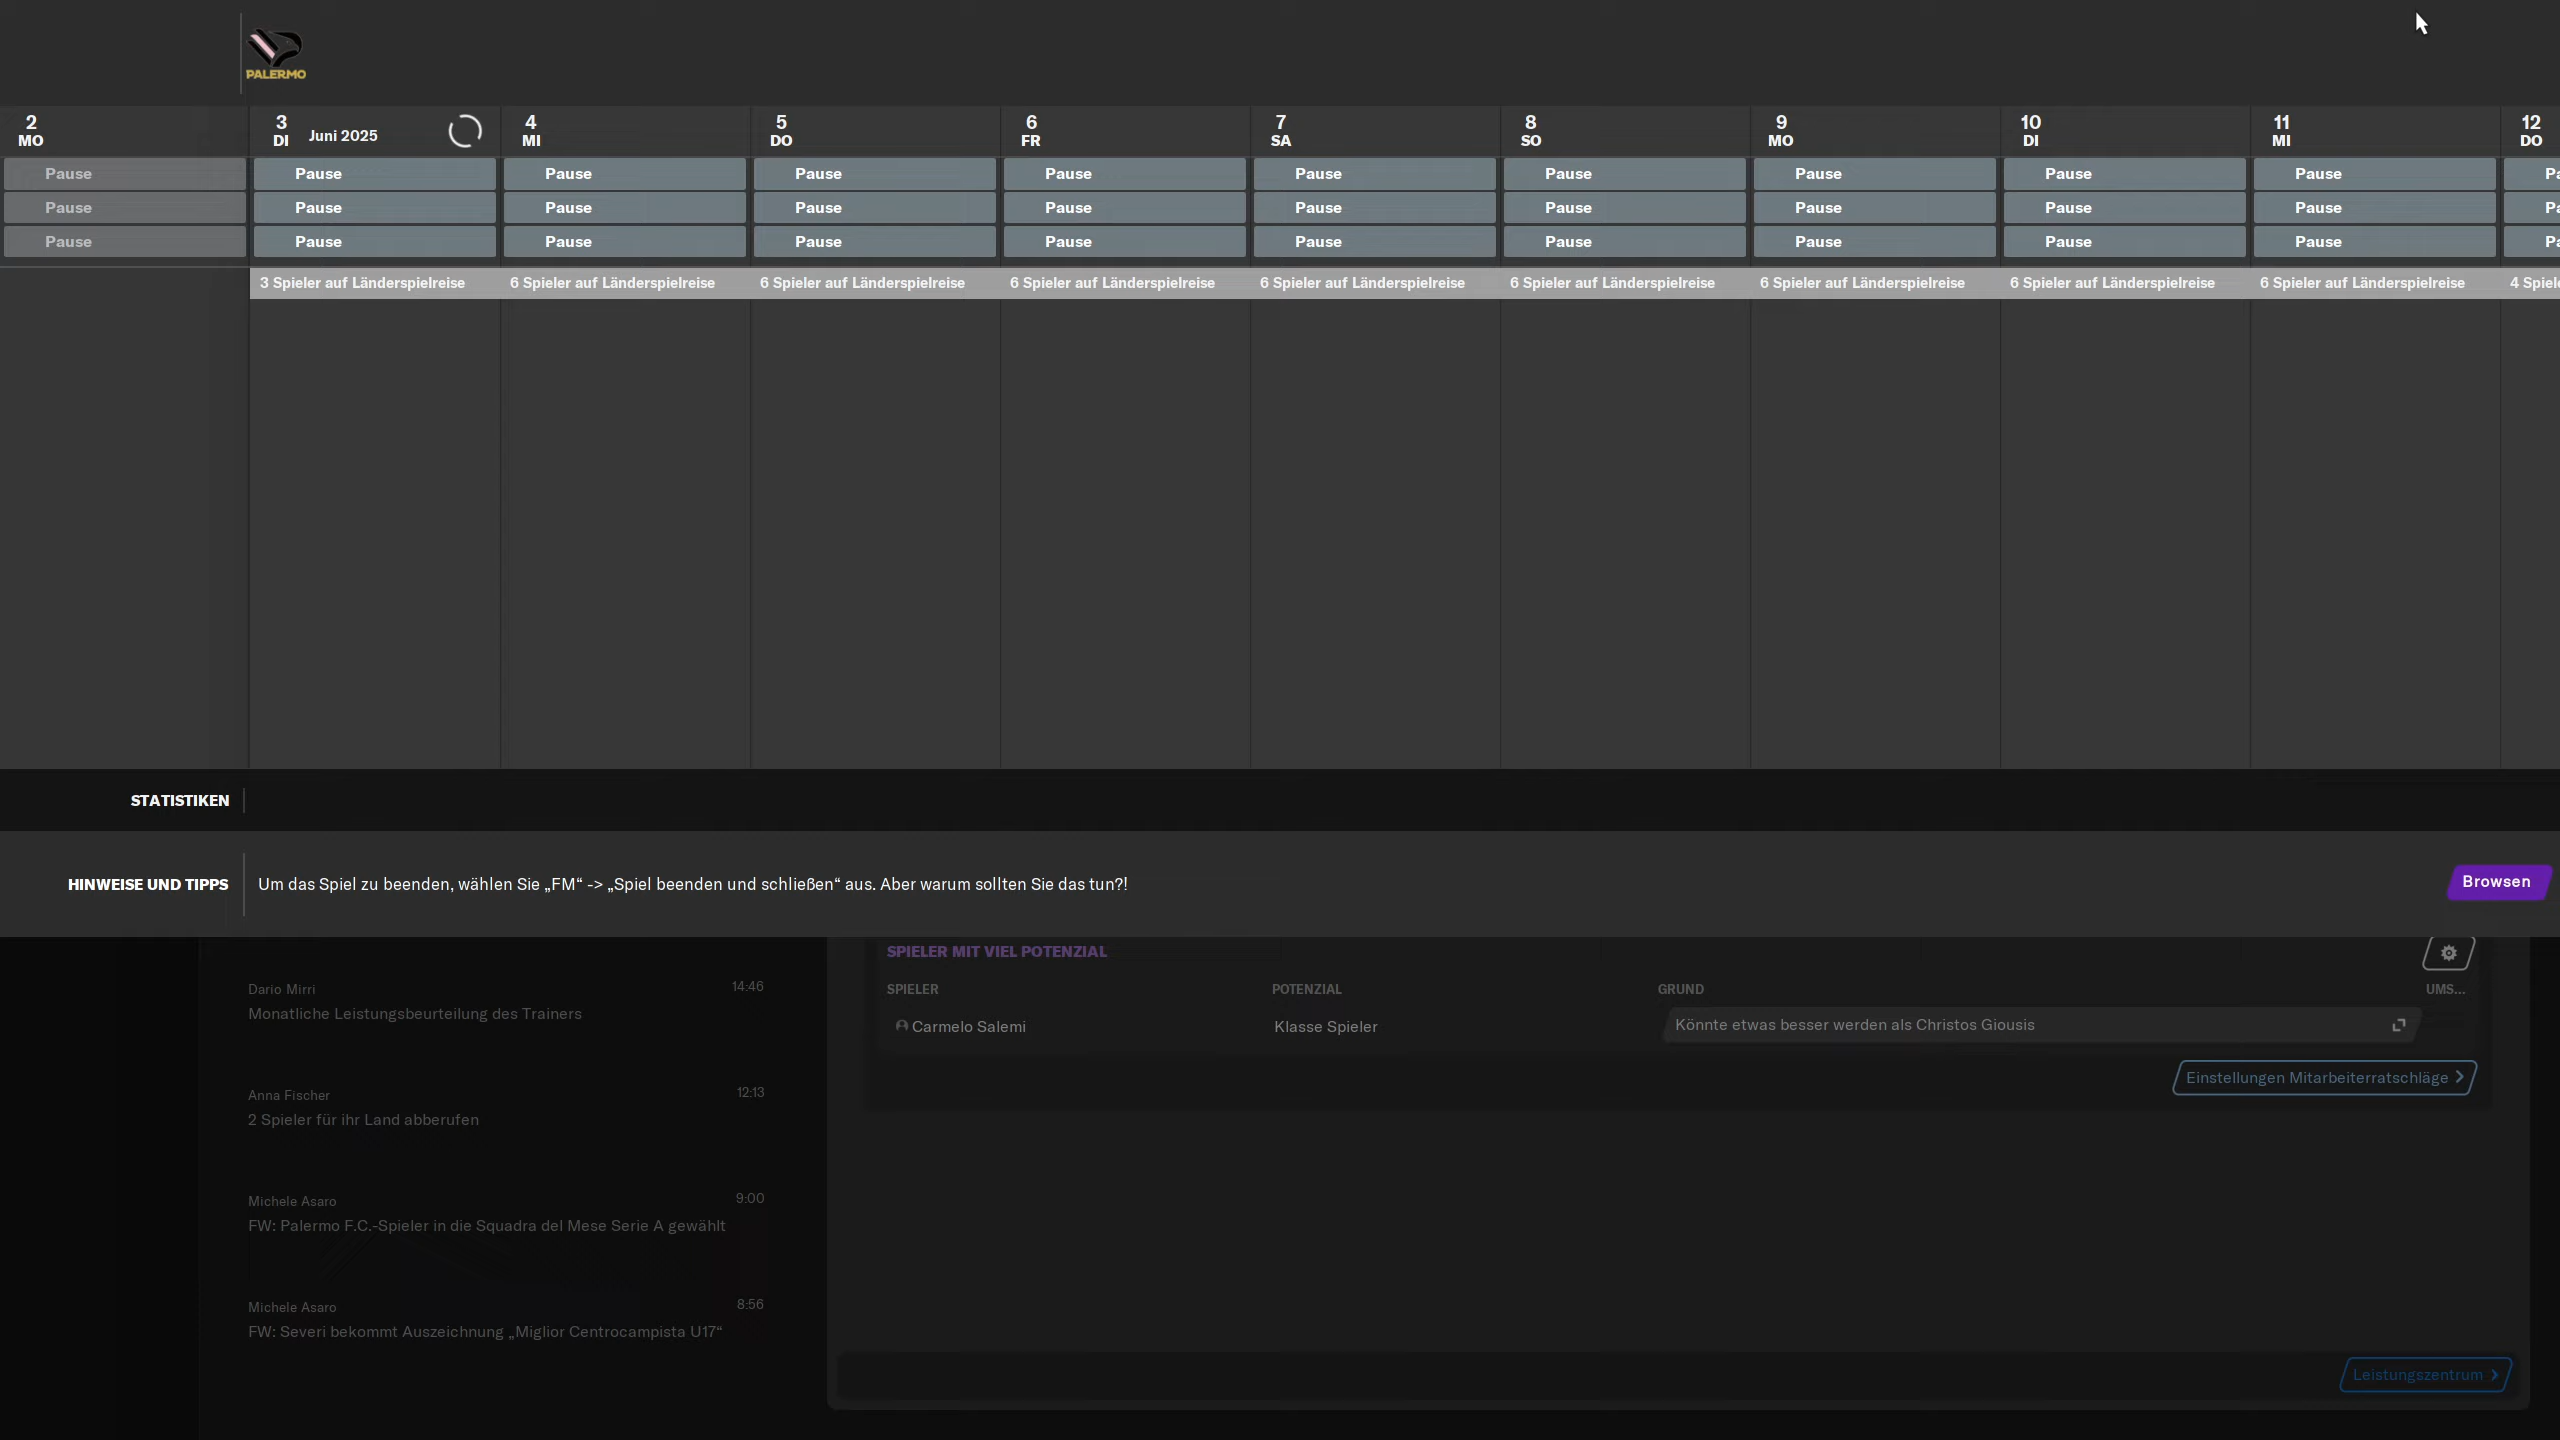 PALERMO
2 MO
3 DI Juni 2025
4 MI
5 DO
6 FR
7 SA
8 SO
9 MO
10 DI
11 MI
12 DO
Pause Pause Pause Pause Pause Pause Pause Pause Pause Pause
Pause Pause Pause Pause Pause Pause Pause Pause Pause Pause
Pause Pause Pause Pause Pause Pause Pause Pause Pause Pause
3 Spieler auf Länderspielreise 6 Spieler auf Länderspielreise 6 Spieler auf Länderspielreise 6 Spieler auf Länderspielreise 6 Spieler auf Länderspielreise 6 Spieler auf Länderspielreise 6 Spieler auf Länderspielreise 6 Spieler auf Länderspielreise 6 Spieler auf Länderspielreise 4
STATISTIKEN
HINWEISE UND TIPPS
Um das Spiel zu beenden, wählen Sie „FM“ -> „Spiel beenden und schließen“ aus. Aber warum sollten Sie das tun?!
Browsen
Dario Mirri 14:46
Monatliche Leistungsbeurteilung des Trainers
Anna Fischer 12:13
2 Spieler für ihr Land abberufen
Michele Asaro 9:00
FW: Palermo F.C.-Spieler in die Squadra del Mese Serie A gewählt
Michele Asaro 8:56
FW: Severi bekommt Auszeichnung „Miglior Centrocampista U17“
SPIELER MIT VIEL POTENZIAL
SPIELER POTENZIAL GRUND UMS...
Carmelo Salemi Klasse Spieler Könnte etwas besser werden als Christos Giousis
Einstellungen Mitarbeiterratschläge
Leistungszentrum